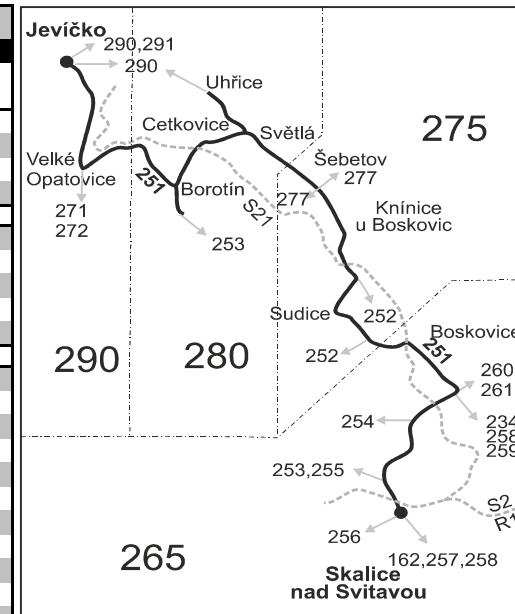 Jevíčko
290,291
290
Uhřice
Cetkovice
Světlá
275
Velké
Opatovice
251
Borotín
Šebetov
277
277
S21
Knínice
u Boskovic
271
272
253
Sudice
252
252
Boskovice
251
290
280
260
261
254
234
258
259
253,255
S2
R1
256
162,257,258
265
Skalice
nad Svitavou